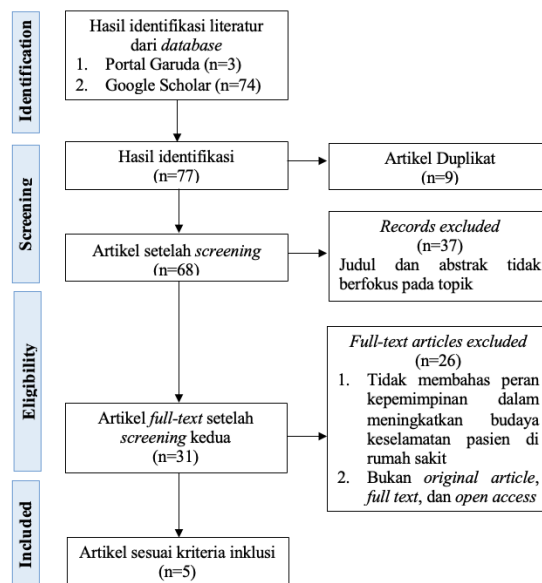 Identification
Hasil identifikasi literatur
dari database
1. Portal Garuda (n=3)
2. Google Scholar (n=74)
Screening
Hasil identifikasi
(n=77)
Artikel Duplikat
(n=9)
Artikel setelah screening
(n=68)
Records excluded
(n=37)
Judul dan abstrak tidak
berfokus pada topik
Eligibility
Artikel full-text setelah
screening kedua
(n=31)
Full-text articles excluded
(n=26)
1. Tidak membahas peran
kepemimpinan dalam
meningkatkan budaya
keselamatan pasien di
rumah sakit
2. Bukan original article,
full text, dan open access
Included
Artikel sesuai kriteria inklusi
(n=5)